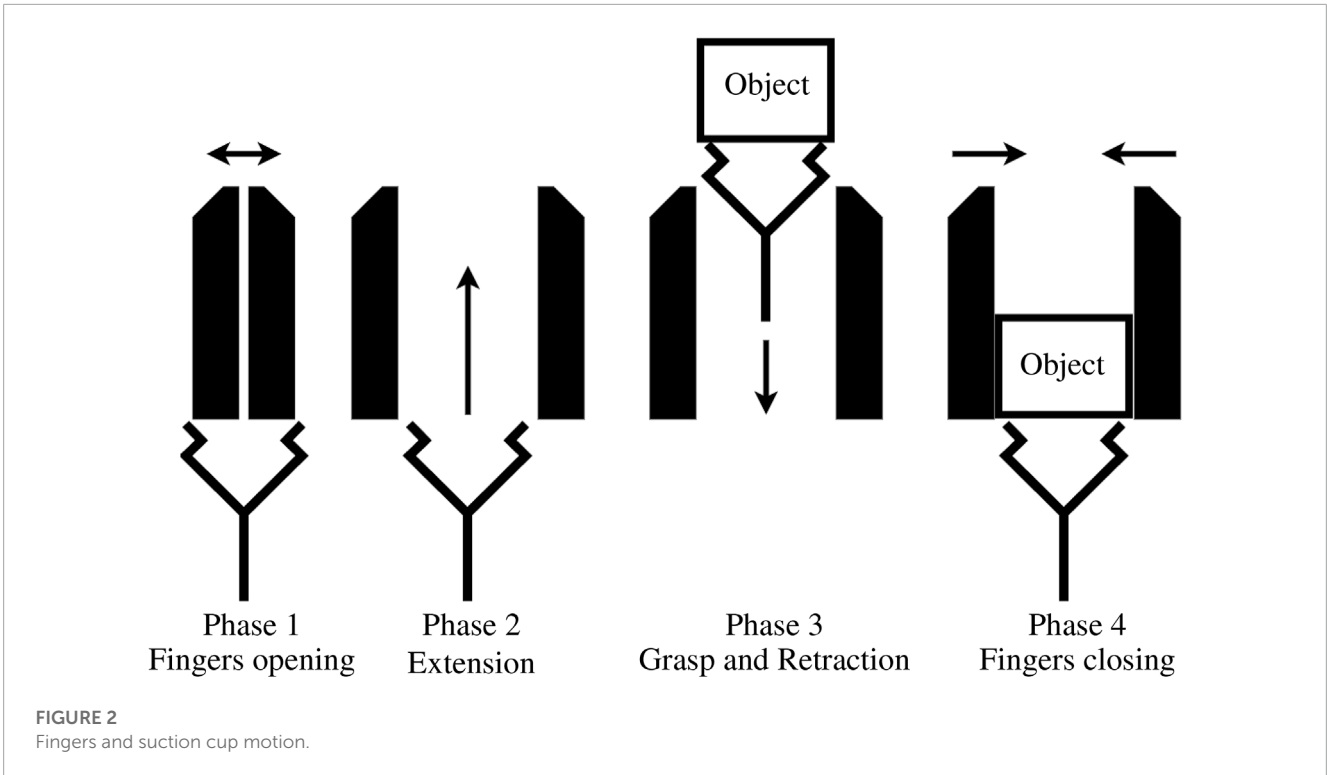 Object
Object
Phase 1
Fingers opening
Phase 2
Extension
Phase 3
Grasp and Retraction
Phase 4
Fingers closing
FIGURE 2
Fingers and suction cup motion.